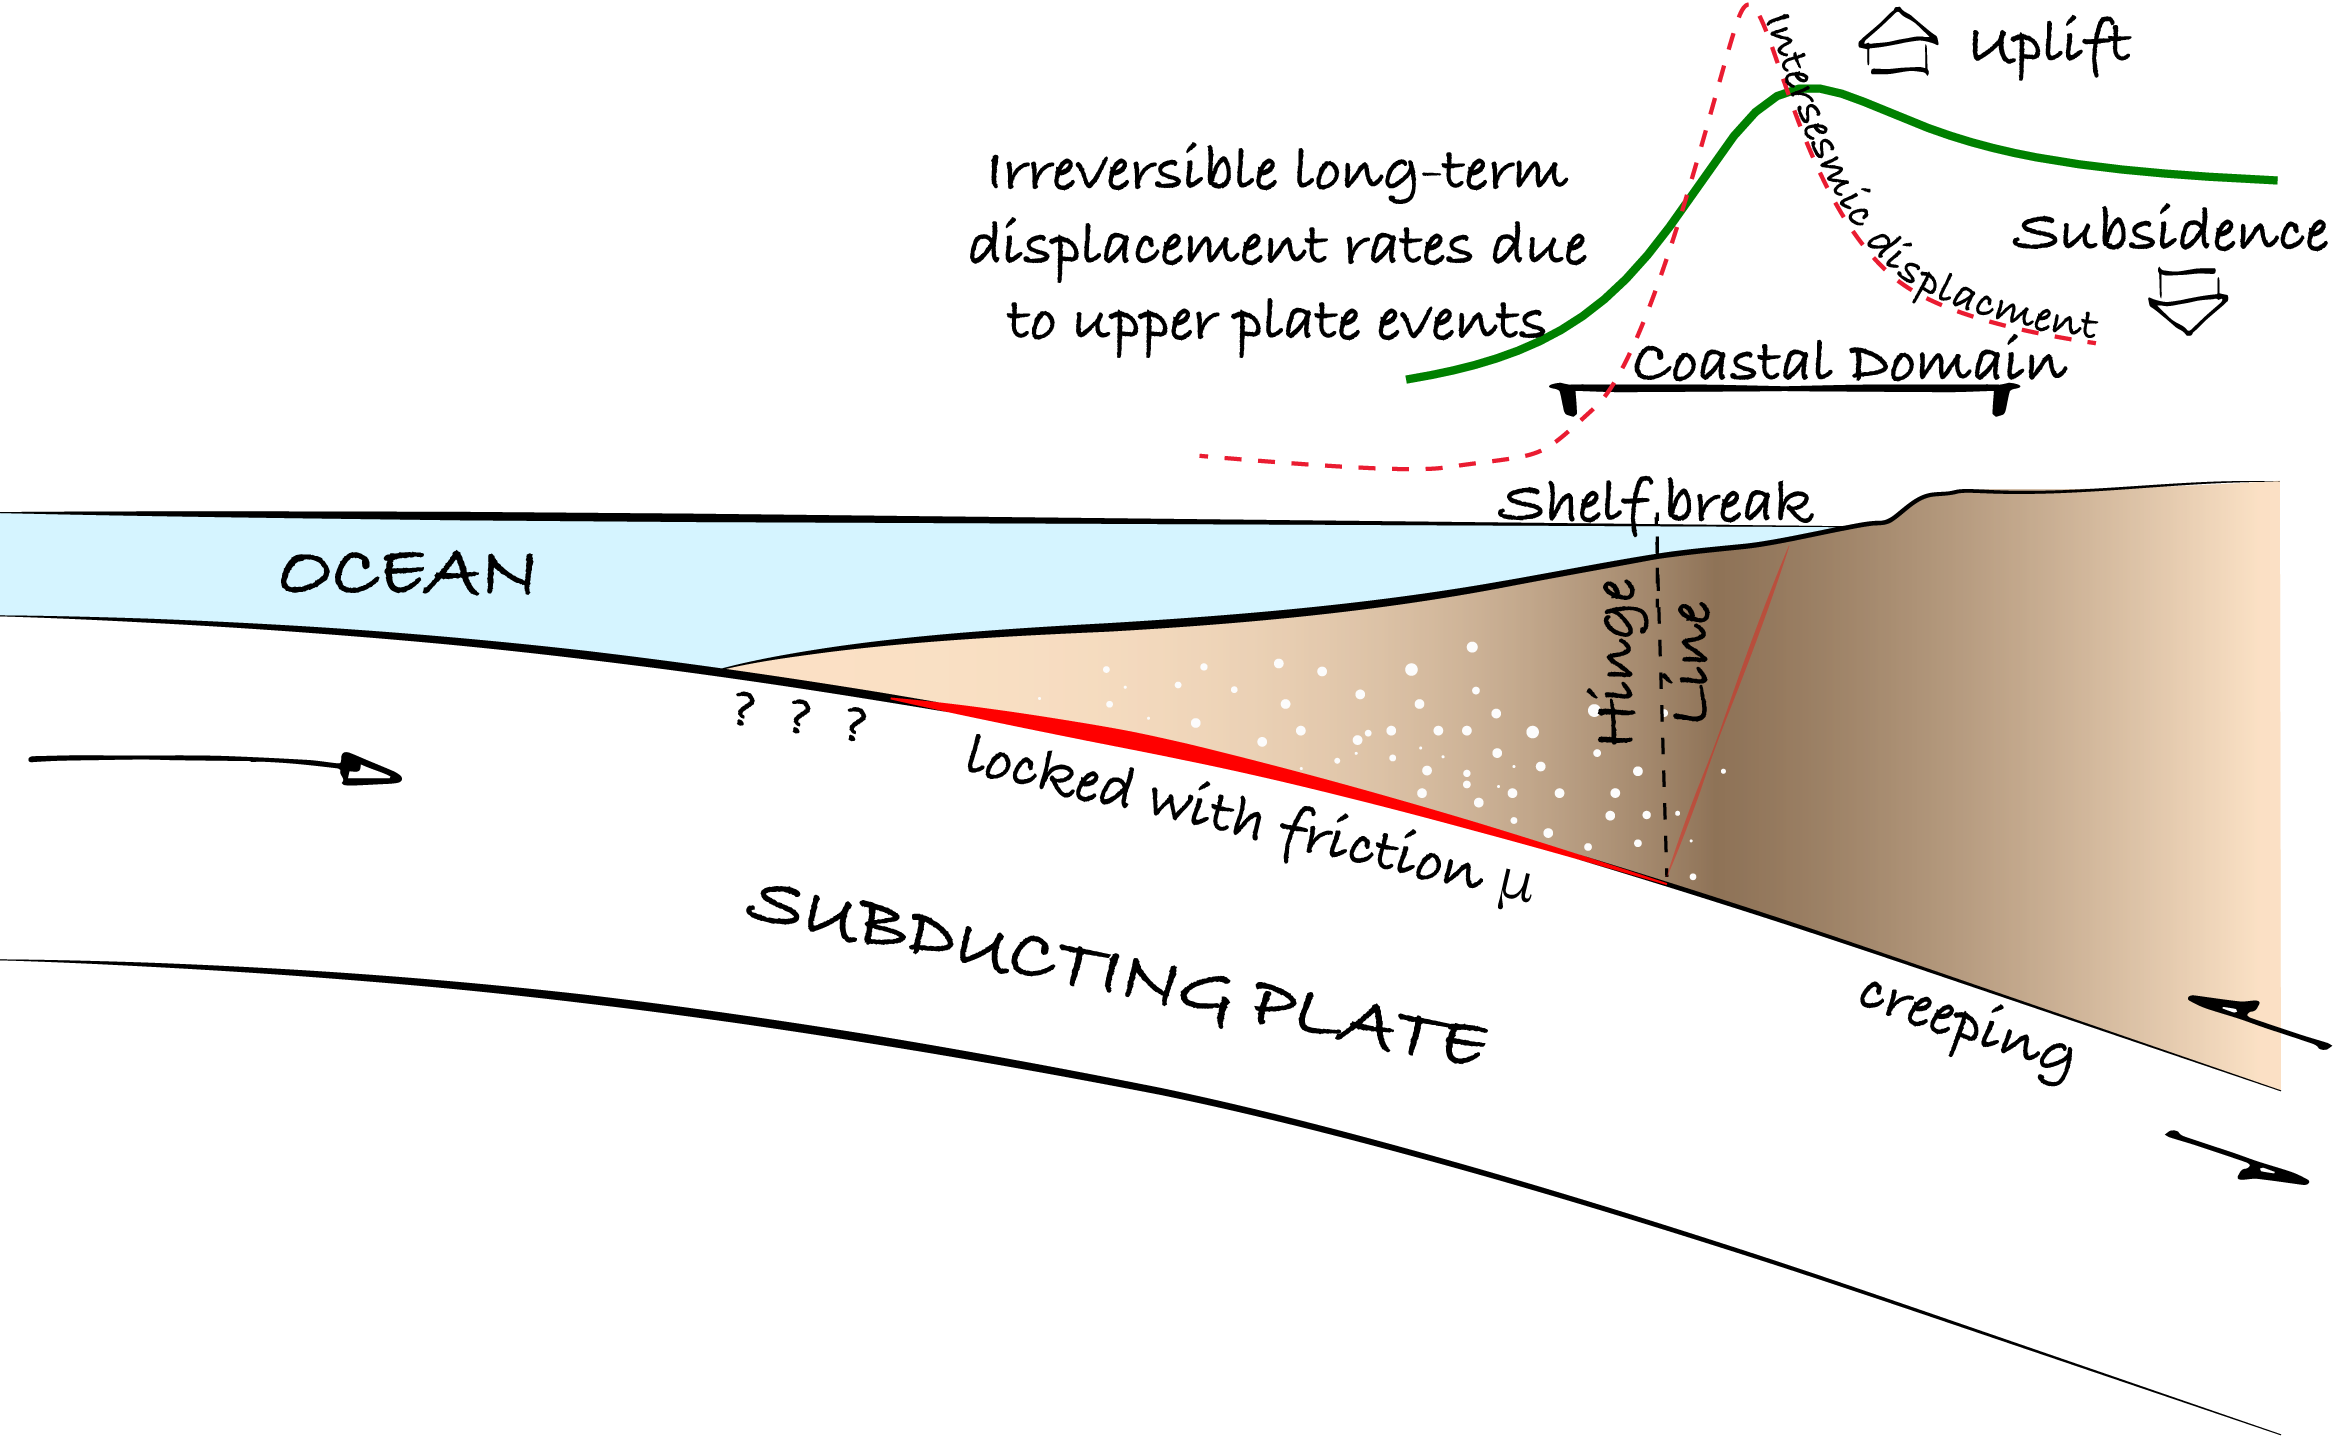 uplift
Intersesmic displacment
Irreversible long-term
displacement rates due
to upper plate events
Subsidence
Coastal Domain
Shelf break
OCEAN
Hinge
Line
? ? ?
locked with friction μ
SUBDUCTING PLATE
creeping